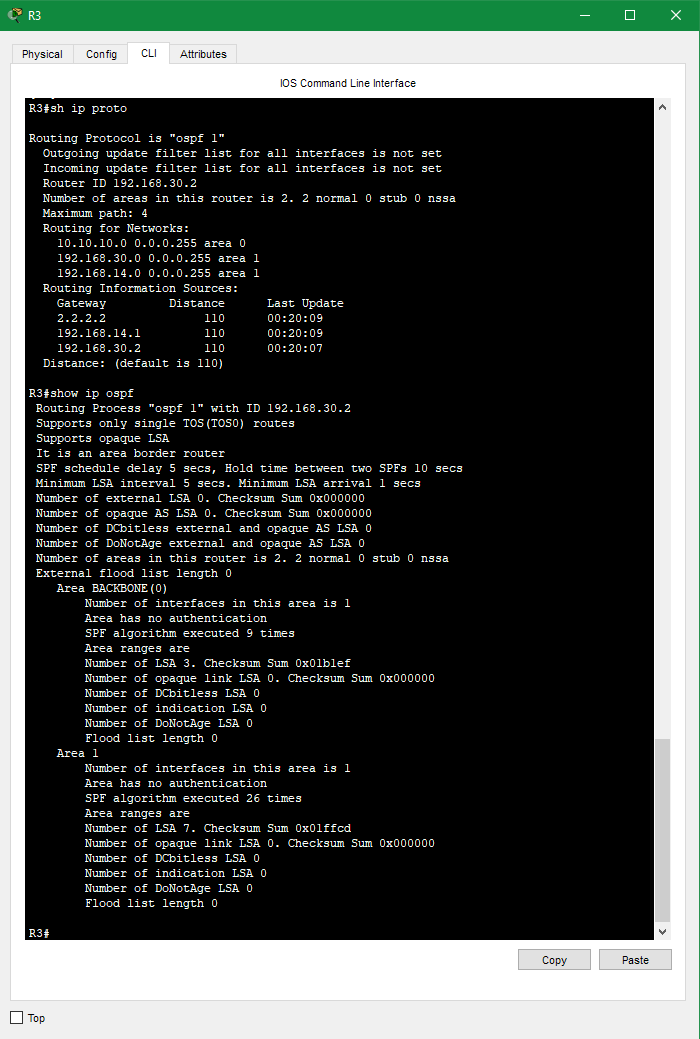 R3
Physical Config CLI Attributes
IOS Command Line Interface
R3#sh ip proto
Routing Protocol is "ospf 1"
Outgoing update filter list for all interfaces is not set
Incoming update filter list for all interfaces is not set
Router ID 192.168.30.2
Number of areas in this router is 2. 2 normal 0 stub 0 nssa
Maximum path: 4
Routing for Networks:
10.10.10.0 0.0.0.255 area 0
192.168.30.0 0.0.0.255 area 1
192.168.14.0 0.0.0.255 area 1
Routing Information Sources:
Gateway Distance Last Update
2.2.2.2 110 00:20:09
192.168.14.1 110 00:20:09
192.168.30.2 110 00:20:07
Distance: (default is 110)
R3#show ip ospf
Routing Process "ospf 1" with ID 192.168.30.2
Supports only single TOS(TOS0) routes
Supports opaque LSA
It is an area border router
SPF schedule delay 5 secs, Hold time between two SPFs 10 secs
Minimum LSA interval 5 secs. Minimum LSA arrival 1 secs
Number of external LSA 0. Checksum Sum 0x000000
Number of opaque AS LSA 0. Checksum Sum 0x000000
Number of DCbitless external and opaque AS LSA 0
Number of DoNotAge external and opaque AS LSA 0
Number of areas in this router is 2. 2 normal 0 stub 0 nssa
External flood list length 0
Area BACKBONE(0)
Number of interfaces in this area is 1
Area has no authentication
SPF algorithm executed 9 times
Area ranges are
Number of LSA 3. Checksum Sum 0x01b1ef
Number of opaque link LSA 0. Checksum Sum 0x000000
Number of DCbitless LSA 0
Number of indication LSA 0
Number of DoNotAge LSA 0
Flood list length 0
Area 1
Number of interfaces in this area is 1
Area has no authentication
SPF algorithm executed 26 times
Area ranges are
Number of LSA 7. Checksum Sum 0x01ffcd
Number of opaque link LSA 0. Checksum Sum 0x000000
Number of DCbitless LSA 0
Number of indication LSA 0
Number of DoNotAge LSA 0
Flood list length 0
R3#
Copy Paste
Top